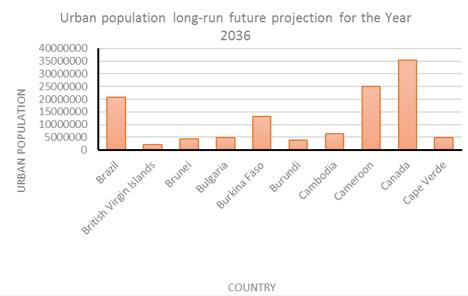 Urban population long-run future projection for the Year
2036
40000000
35000000
30000000
25000000
20000000
15000000
10000000
5000000
0
URBAN POPULATION
Brazil
British Virgin Islands
Brunei
Bulgaria
Burkina Faso
Burundi
Cambodia
Cameroon
Canada
Cape Verde
COUNTRY